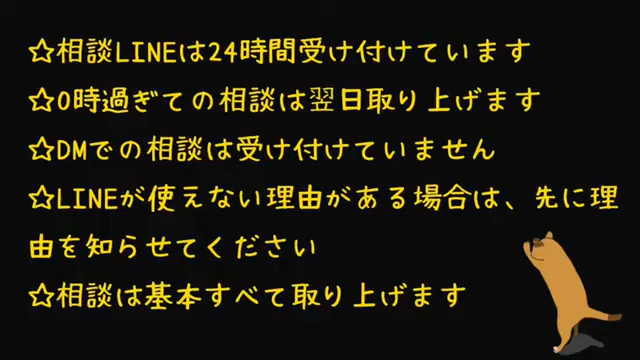 ☆相談LINEは24時間受け付けています
☆0時過ぎての相談は翌日取り上げます
☆DMでの相談は受け付けていません
☆LINEが使えない理由がある場合は、先に理
由を知らせてください
☆相談は基本すべて取り上げます